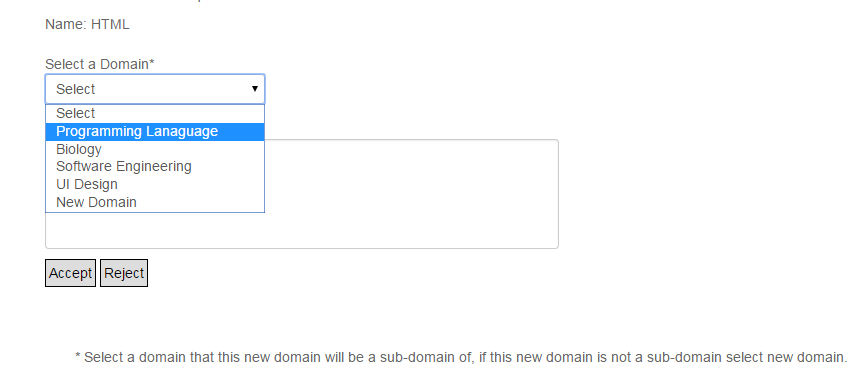 Name: HTML
Select a Domain*
Select
Select
Programming Lanaguage
Biology
Software Engineering
UI Design
New Domain
Accept Reject
* Select a domain that this new domain will be a sub-domain of, if this new domain is not a sub-domain select new domain.